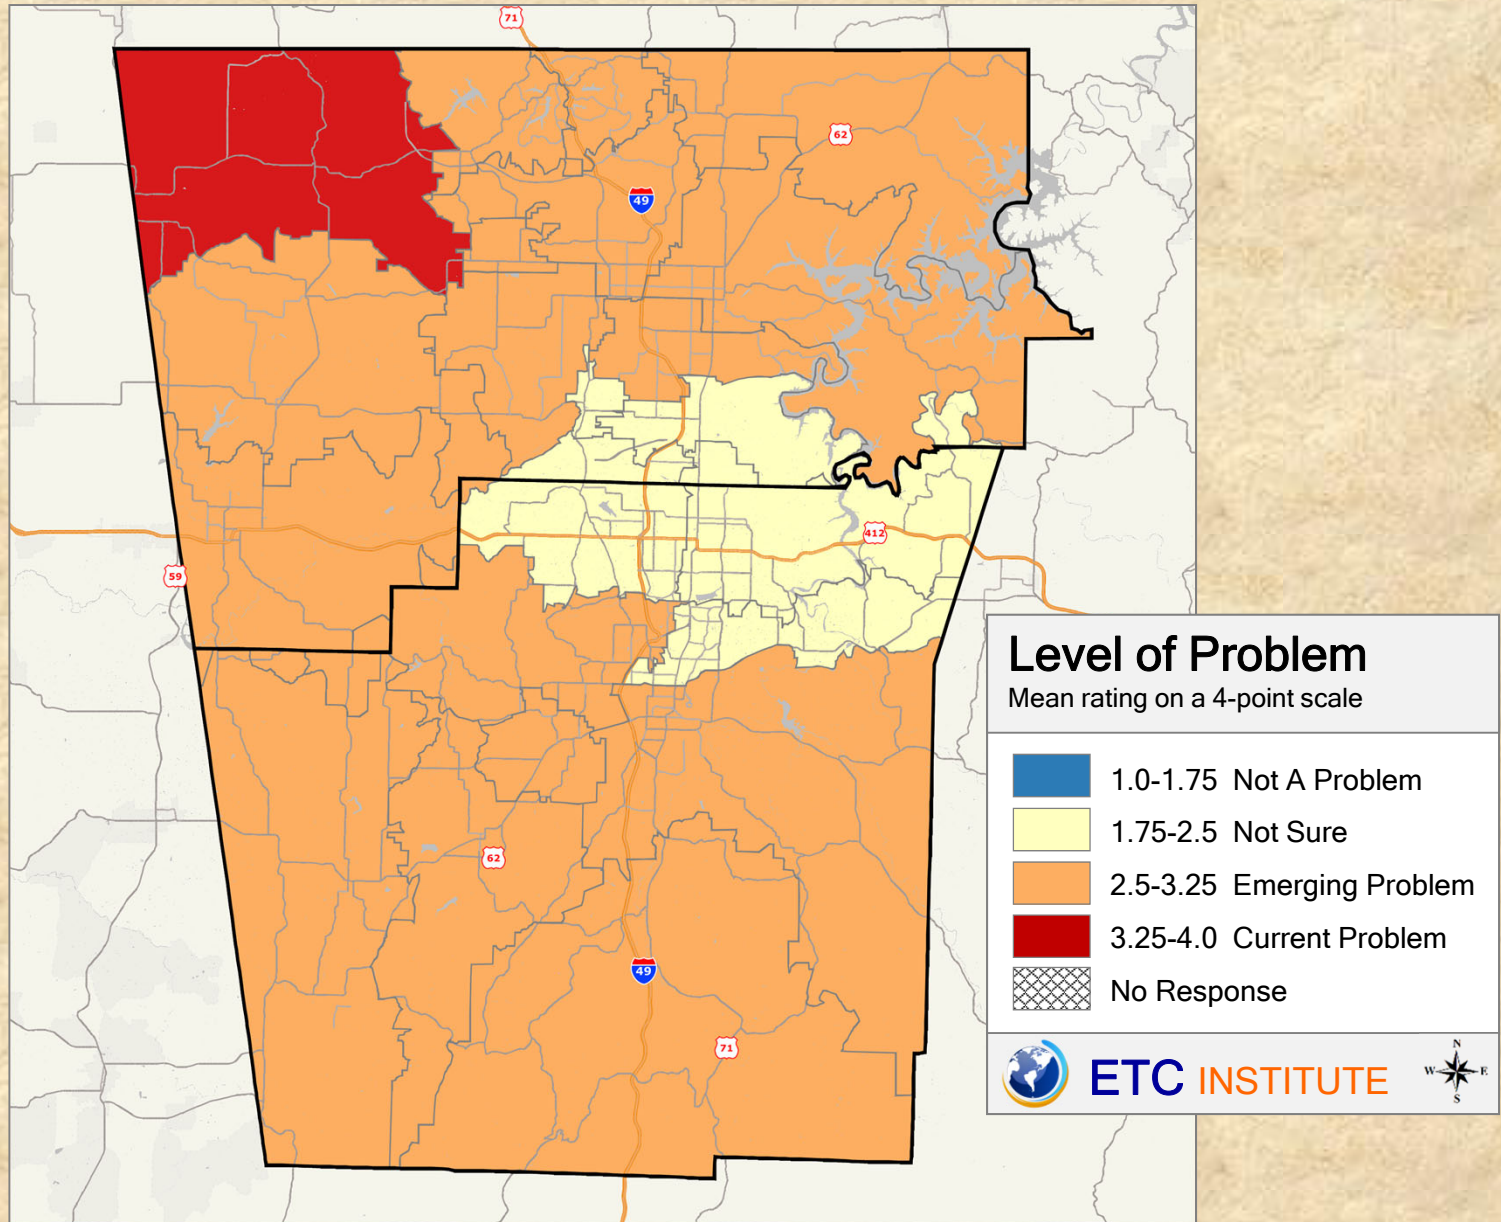 71
62
49
412
59
Level of Problem
Mean rating on a 4-point scale
1.0-1.75 Not A Problem
1.75-2.5 Not Sure
2.5-3.25 Emerging Problem
3.25-4.0 Current Problem
No Response
62
49
71
ETC INSTITUTE
N
W E
S